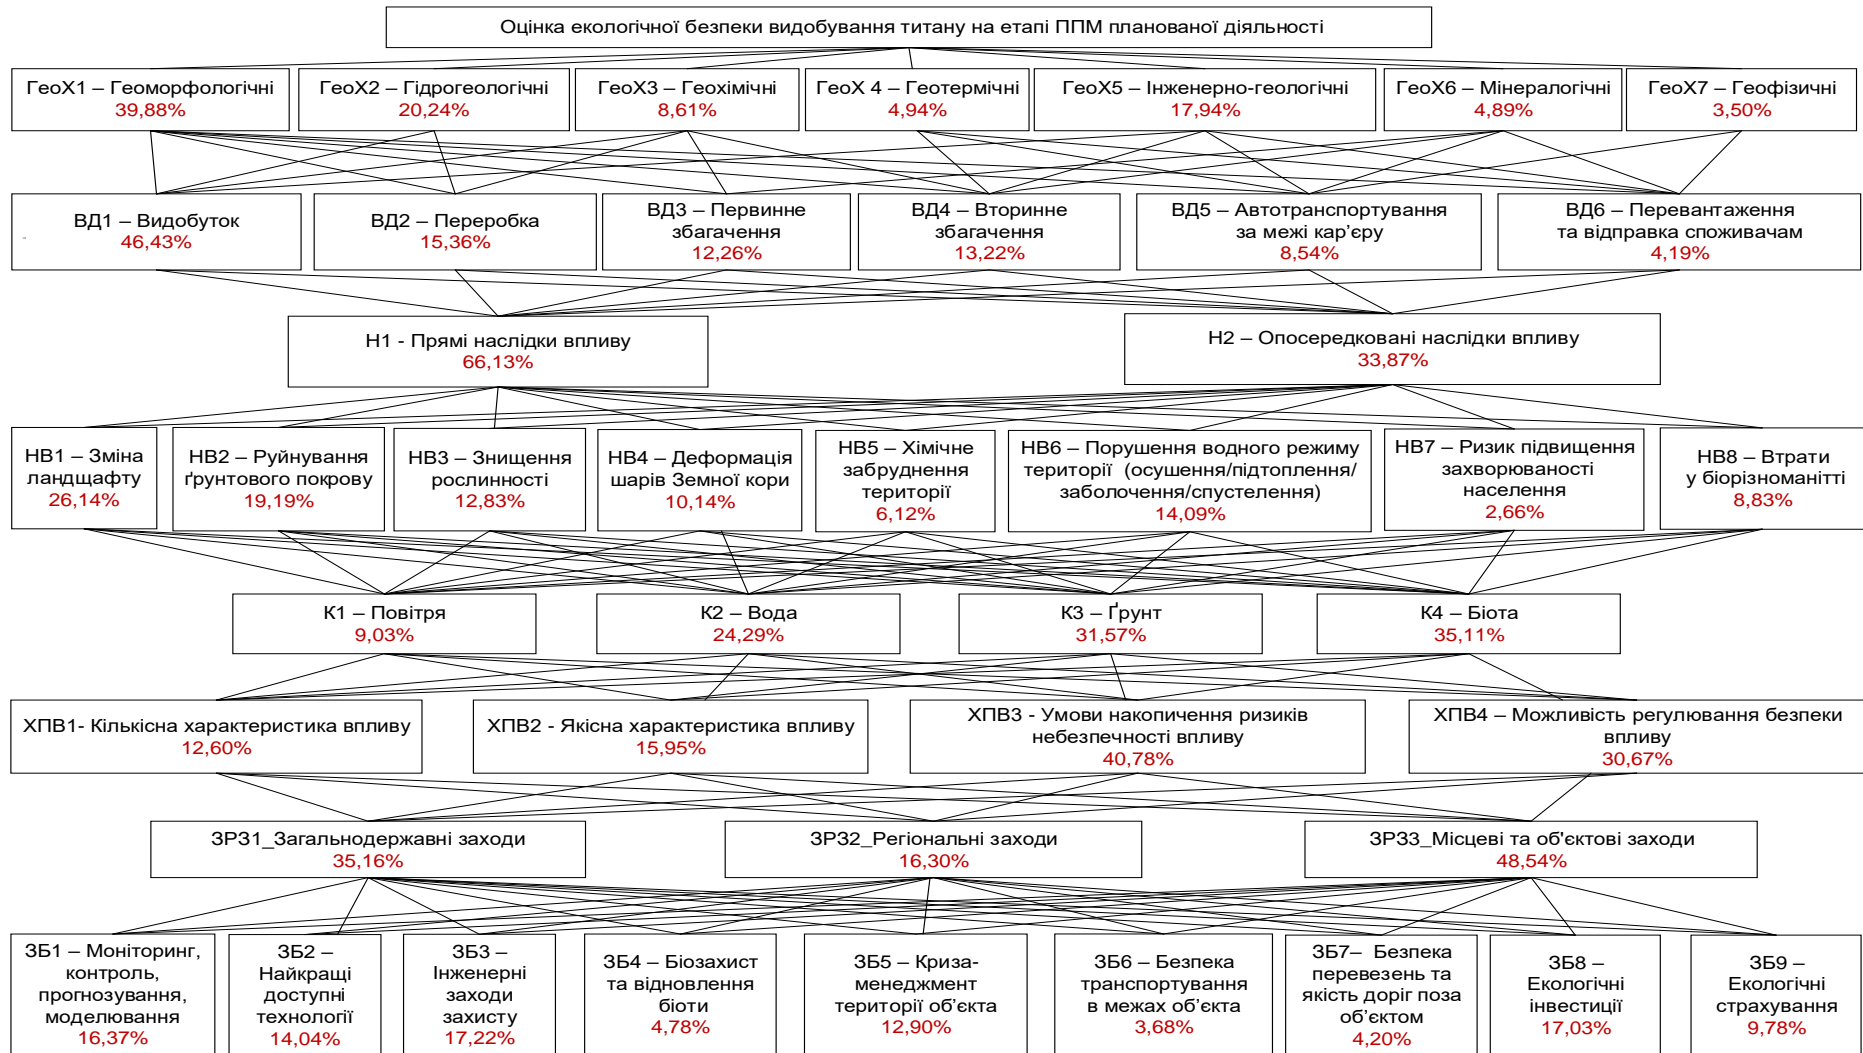 Оцінка екологічної безпеки видобування титану на етапі ППМ планованої діяльності
ГеоХ1 – Геоморфологічні
39,88%
ГеоХ2 – Гідрогеологічні
20,24%
ГеоХ3 – Геохімічні
8,61%
ГеоХ 4 – Геотермічні
4,94%
ГеоХ5 – Інженерно-геологічні
17,94%
ГеоХ6 – Мінералогічні
4,89%
ГеоХ7 – Геофізичні
3,50%
ВД1 – Видобуток
46,43%
ВД2 – Переробка
15,36%
ВД3 – Первинне
збагачення
12,26%
ВД4 – Вторинне
збагачення
13,22%
ВД5 – Автотранспортування
за межі кар’єру
8,54%
ВД6 – Перевантаження
та відправка споживачам
4,19%
Н1 - Прямі наслідки впливу
66,13%
Н2 – Опосередковані наслідки впливу
33,87%
НВ1 – Зміна
ландшафту
26,14%
НВ2 – Руйнування
ґрунтового покрову
19,19%
НВ3 – Знищення
рослинності
12,83%
НВ4 – Деформація
шарів Земної кори
10,14%
НВ5 – Хімічне
забруднення
території
6,12%
НВ6 – Порушення водного режиму
території (осушення/підтоплення/
заболочення/спустелення)
14,09%
НВ7 – Ризик підвищення
захворюваності
населення
2,66%
НВ8 – Втрати
у біорізноманітті
8,83%
К1 – Повітря
9,03%
К2 – Вода
24,29%
К3 – Ґрунт
31,57%
К4 – Біота
35,11%
ХПВ1- Кількісна характеристика впливу
12,60%
ХПВ2 - Якісна характеристика впливу
15,95%
ХПВ3 - Умови накопичення ризиків
небезпечності впливу
40,78%
ХПВ4 – Можливість регулювання безпеки
впливу
30,67%
ЗРЗ1_Загальнодержавні заходи
35,16%
ЗРЗ2_Регіональні заходи
16,30%
ЗРЗ3_Місцеві та об'єктові заходи
48,54%
ЗБ1 – Моніторинг,
контроль,
прогнозування,
моделювання
16,37%
ЗБ2 –
Найкращі
доступні
технології
14,04%
ЗБ3 –
Інженерні
заходи
захисту
17,22%
ЗБ4 – Біозахист
та відновлення
біоти
4,78%
ЗБ5 – Криза-
менеджмент
території об’єкта
12,90%
ЗБ6 – Безпека
транспортування
в межах об’єкта
3,68%
ЗБ7– Безпека
перевезень та
якість доріг поза
об’єктом
4,20%
ЗБ8 –
Екологічні
інвестиції
17,03%
ЗБ9 –
Екологічні
страхування
9,78%